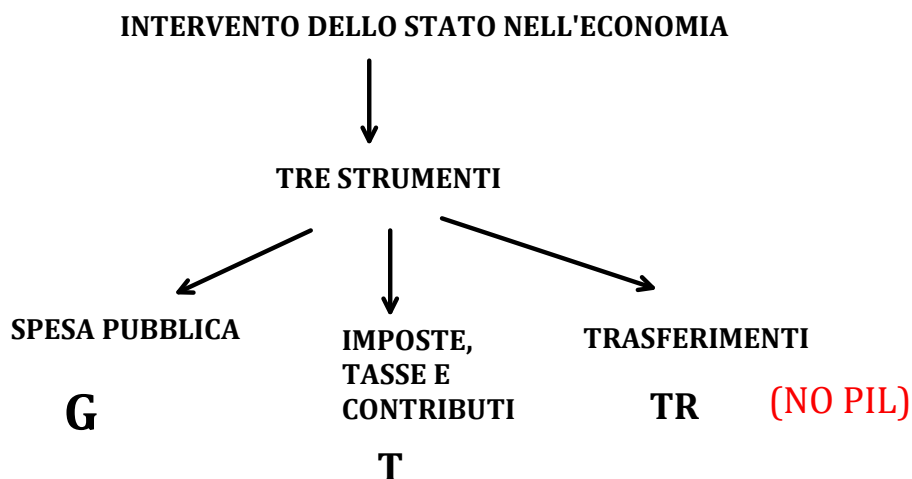 INTERVENTO DELLO STATO NELL'ECONOMIA
TRE STRUMENTI
SPESA PUBBLICA
G
IMPOSTE,
TASSE E
CONTRIBUTI
T
TRASFERIMENTI
TR (NO PIL)